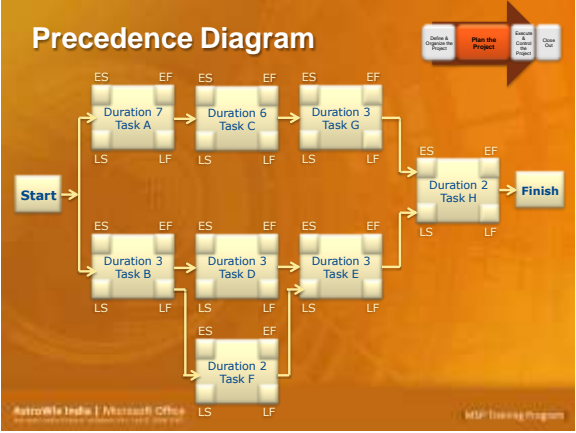 Precedence Diagram
Define &
Organize the
Project
Plan the
Project
Execute
&
Control
the
Project
Close
Out
ES EF ES EF ES EF
Duration 7
Task A
Duration 6
Task C
Duration 3
Task G
LS LF LS LF LS LF
ES EF
Duration 2
Task H
LS LF
Start
Finish
ES EF ES EF ES EF
Duration 3
Task B
Duration 3
Task D
Duration 3
Task E
LS LF LS LF LS LF
ES EF
Duration 2
Task F
LS LF
AstroWix India | Microsoft Office
MSP Training Program